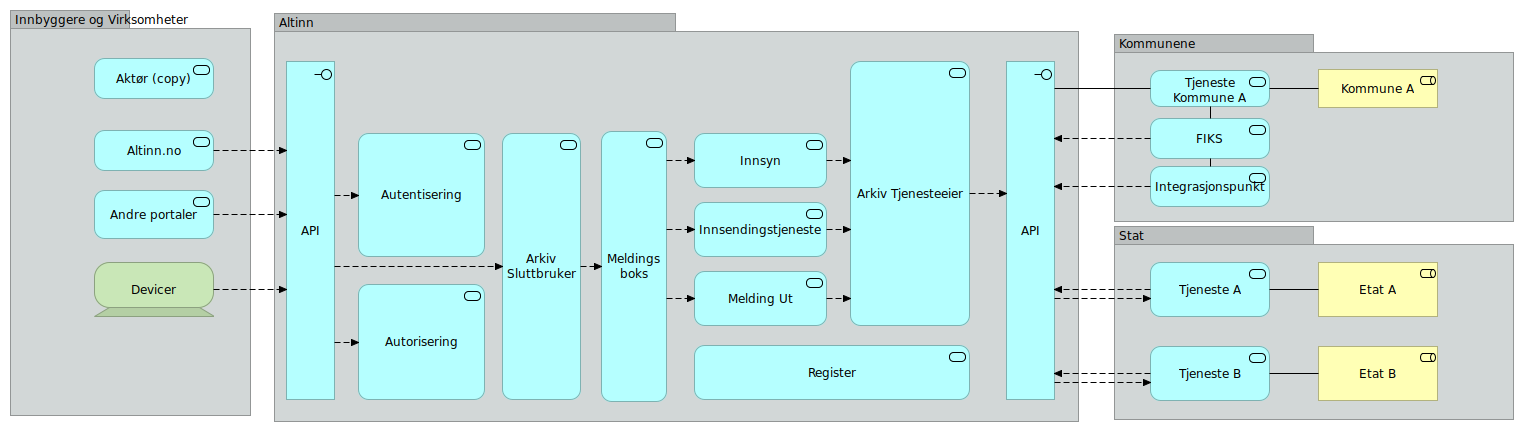 Innbyggere og Virksomheter
Aktør (copy)
Altinn.no
Andre portaler
Devicer
Altinn
API
Autentisering
Autorisering
Arkiv
Sluttbruker
Meldings
boks
Innsyn
Innsendingstjeneste
Melding Ut
Register
Arkiv Tjenesteeier
API
Kommunene
Tjeneste
Kommune A
Kommune A
FIKS
Integrasjonspunkt
Stat
Tjeneste A
Etat A
Tjeneste B
Etat B